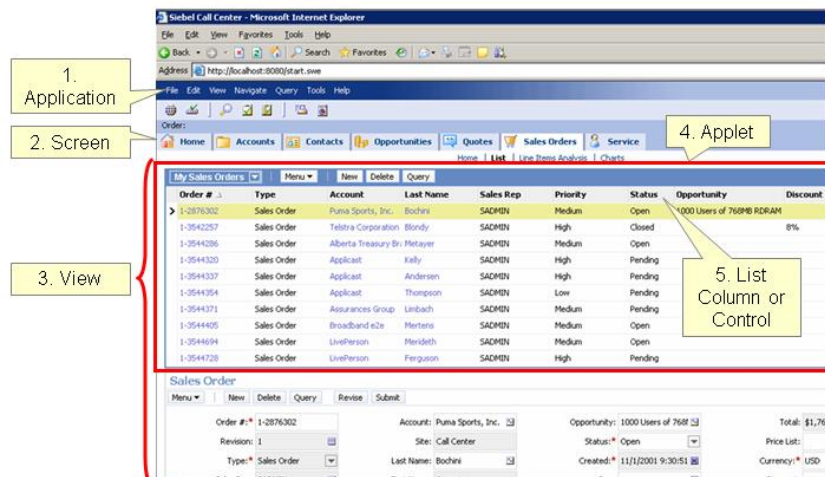 Siebel Call Center - Microsoft Internet Explorer
File Edit View Favorites Tools Help
Back Search Favorites
Address http://localhost:8080/start.swe
1. Application
File Edit View Navigate Query Tools Help
Order:
2. Screen
Home Accounts Contacts Opportunities Quotes Sales Orders Service
4. Applet
Home | List | Line Items Analysis | Charts
My Sales Orders Menu New Delete Query
Order # Type Account Last Name Sales Rep Priority Status Opportunity Discount
1-2876302 Sales Order Puma Sports, Inc. Bochini SADMIN Medium Open 1000 Users of 768MB RDRAM
1-3542257 Sales Order Telstra Corporation Blondy SADMIN High Closed 8%
1-3544286 Sales Order Alberta Treasury Br Metayer SADMIN Medium Open
1-3544320 Sales Order Applicast Kelly SADMIN High Pending
1-3544337 Sales Order Applicast Andersen SADMIN High Pending
1-3544354 Sales Order Applicast Thompson SADMIN Low Pending
1-3544371 Sales Order Assurances Group Limbach SADMIN Medium Pending
1-3544405 Sales Order Broadband e2e Mertens SADMIN Medium Open
1-3544694 Sales Order LivePerson Merideth SADMIN Medium Open
1-3544728 Sales Order LivePerson Ferguson SADMIN High Pending
3. View
5. List Column or Control
Sales Order
Menu New Delete Query Revise Submit
Order #:* 1-2876302 Account: Puma Sports, Inc. Opportunity: 1000 Users of 768 Total: $1,76
Revision: 1 Site: Call Center Status:* Open Price List:
Type:* Sales Order Last Name: Bochini Created:* 11/1/2001 9:30:51 Currency:* USD